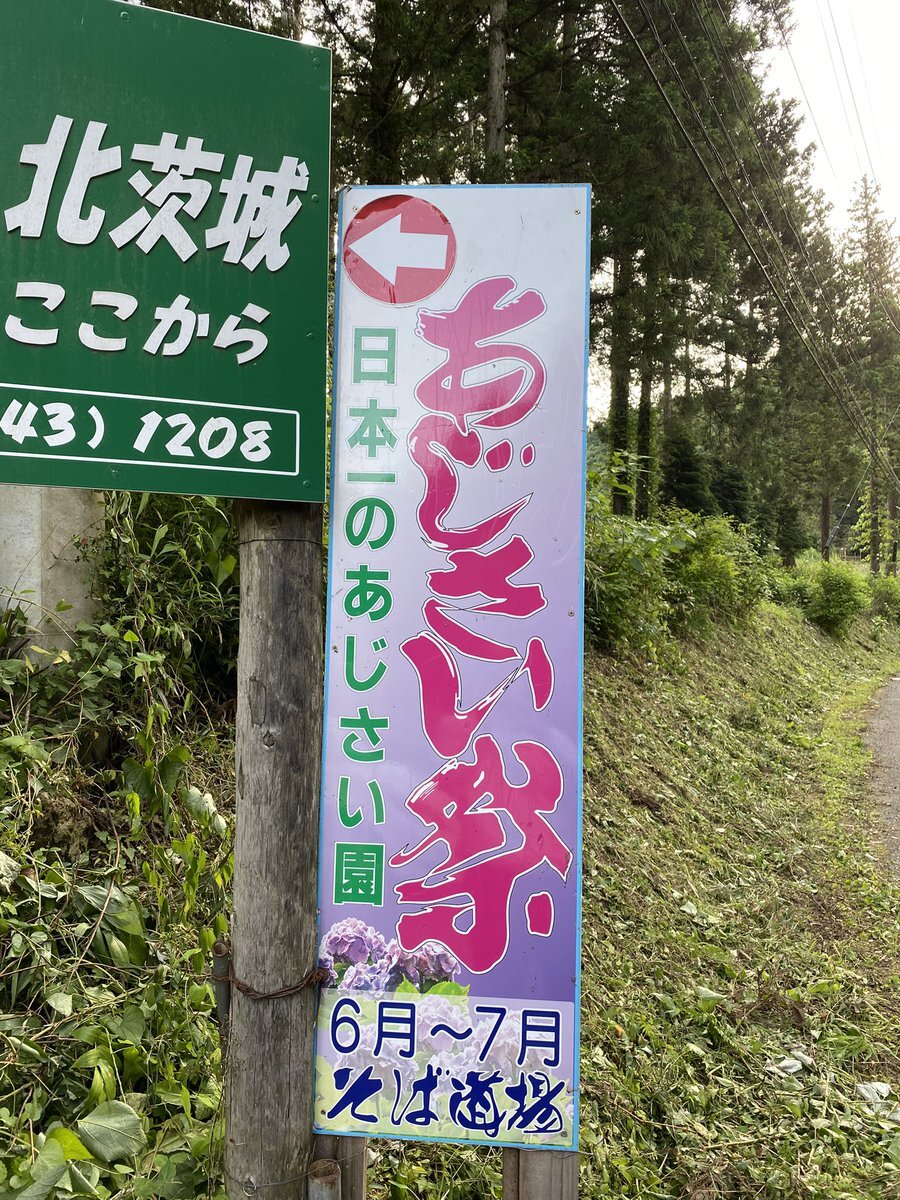 北茨城
ここから
43) 1208
あじさい祭
日本一のあじさい園
6月~7月
そば道場